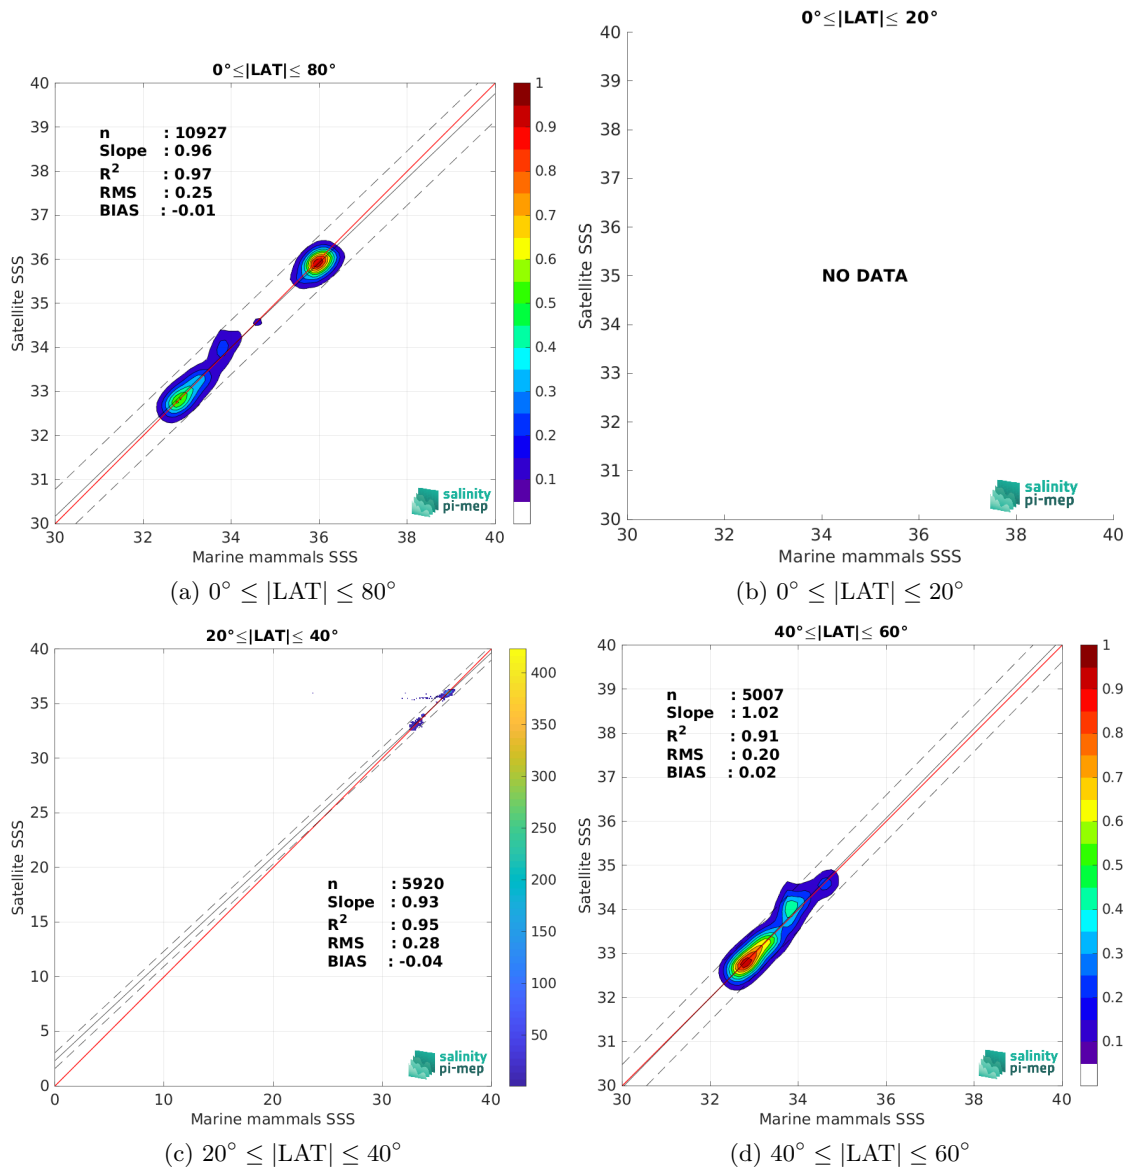 0°≤|LAT|≤ 80°
40
39
38
37
36
35
34
33
32
31
30
n : 10927
Slope : 0.96
R² : 0.97
RMS : 0.25
BIAS : -0.01
Satellite SSS
salinity
pi-mep
30 32 34 36 38 40
Marine mammals SSS
1
0.9
0.8
0.7
0.6
0.5
0.4
0.3
0.2
0.1
(a) 0° ≤ |LAT| ≤ 80°
0°≤|LAT|≤ 20°
40
39
38
37
36
35
34
33
32
31
30
Satellite SSS
NO DATA
salinity
pi-mep
30 32 34 36 38 40
Marine mammals SSS
(b) 0° ≤ |LAT| ≤ 20°
20°≤|LAT|≤ 40°
40
35
30
25
20
15
10
5
0
Satellite SSS
n : 5920
Slope : 0.93
R² : 0.95
RMS : 0.28
BIAS : -0.04
salinity
pi-mep
0 10 20 30 40
Marine mammals SSS
400
350
300
250
200
150
100
50
(c) 20° ≤ |LAT| ≤ 40°
40°≤|LAT|≤ 60°
40
39
38
37
36
35
34
33
32
31
30
Satellite SSS
n : 5007
Slope : 1.02
R² : 0.91
RMS : 0.20
BIAS : 0.02
salinity
pi-mep
30 32 34 36 38 40
Marine mammals SSS
1
0.9
0.8
0.7
0.6
0.5
0.4
0.3
0.2
0.1
(d) 40° ≤ |LAT| ≤ 60°